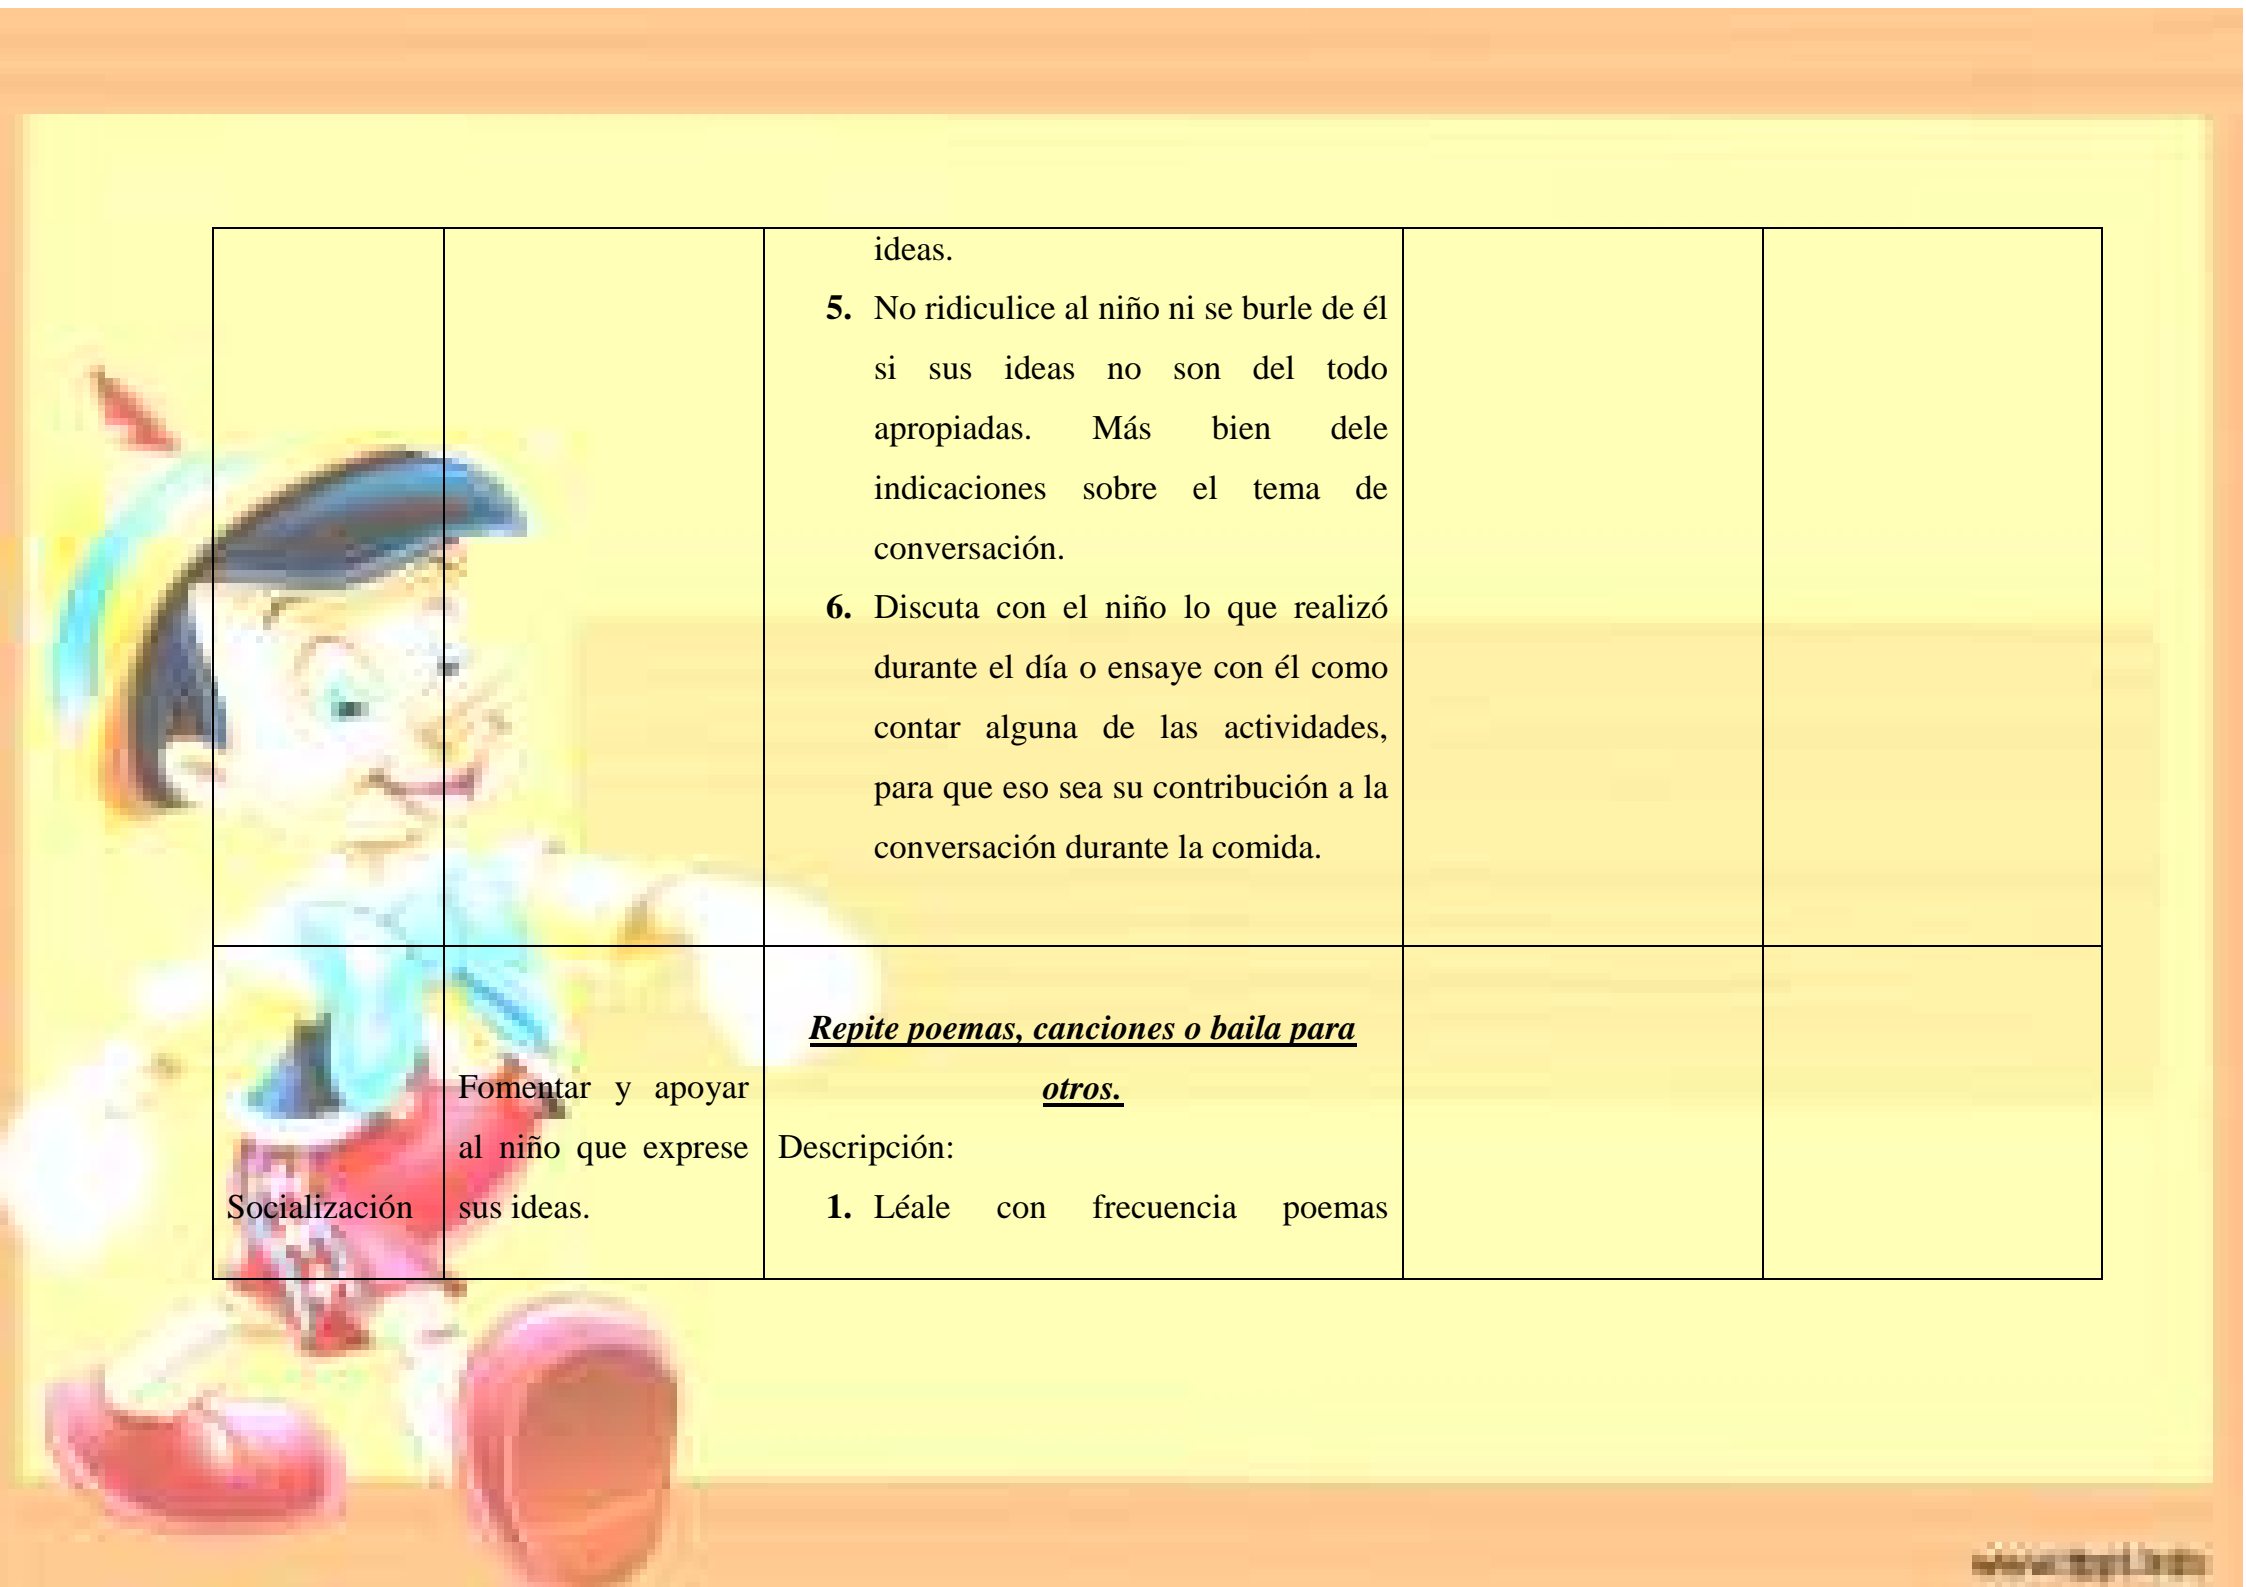 ideas.
5. No ridiculice al niño ni se burle de él
si sus ideas no son del todo
apropiadas. Más bien dele
indicaciones sobre el tema de
conversación.
6. Discuta con el niño lo que realizó
durante el día o ensaye con él como
contar alguna de las actividades,
para que eso sea su contribución a la
conversación durante la comida.
Socialización
Fomentar y apoyar
al niño que exprese
sus ideas.
Repite poemas, canciones o baila para
otros.
Descripción:
1. Léale con frecuencia poemas